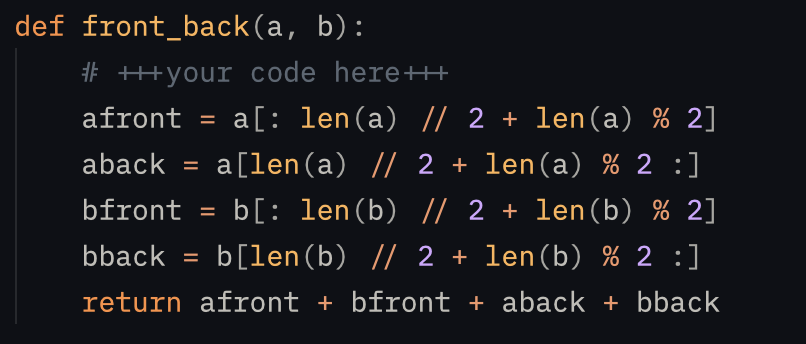 def front_back(a, b):
    # +++your code here+++
    afront = a[: len(a) // 2 + len(a) % 2]
    aback = a[len(a) // 2 + len(a) % 2 :]
    bfront = b[: len(b) // 2 + len(b) % 2]
    bback = b[len(b) // 2 + len(b) % 2 :]
    return afront + bfront + aback + bback